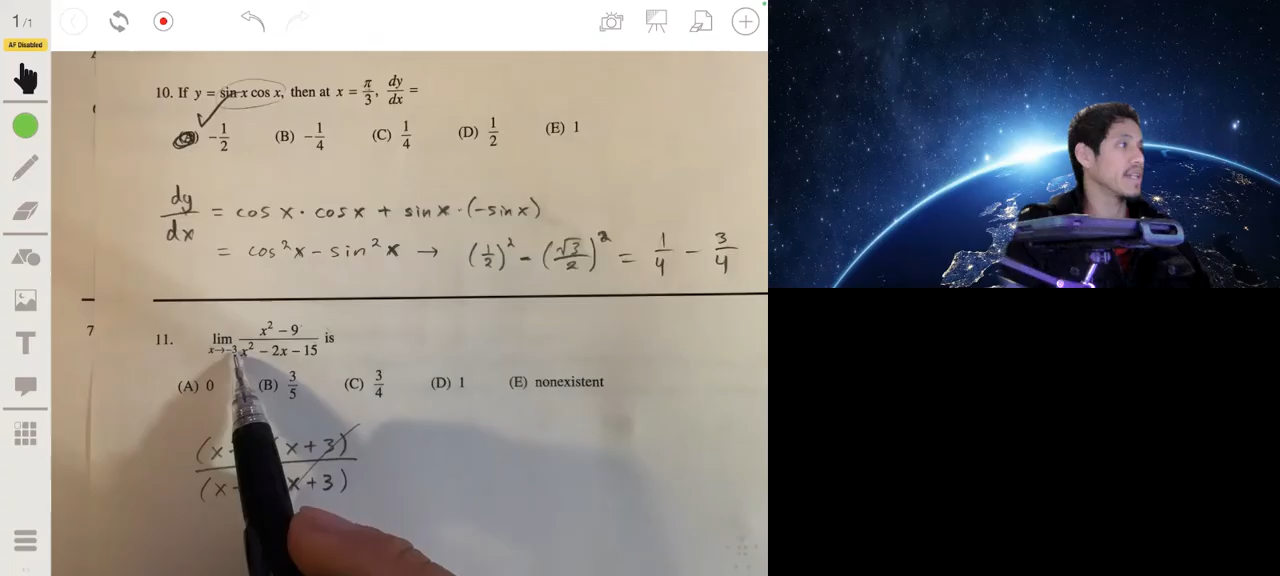 1/1
AF Disabled
10. If y = sin x cos x, then at x = π/3, dy/dx =
(A) -1/2 (B) -1/4 (C) 1/4 (D) 1/2 (E) 1
dy/dx = cos x · cos x + sin x · (-sin x)
= cos²x - sin²x → (1/2)² - (√3/2)² = 1/4 - 3/4
7
11. lim x→-3 (x² - 9)/(x² - 2x - 15) is
(A) 0 (B) 3/5 (C) 3/4 (D) 1 (E) nonexistent
(x x + 3)
(x x + 3)
T